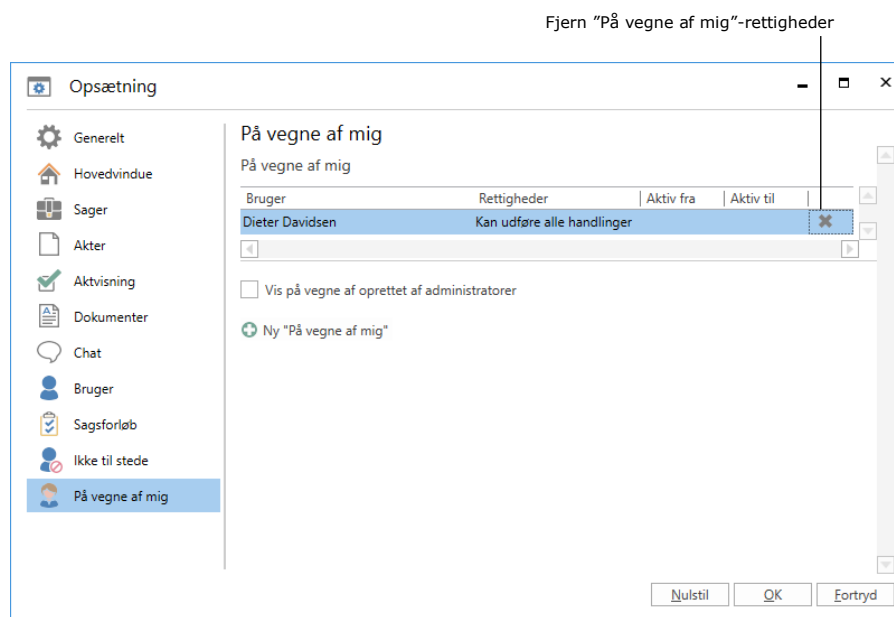 Fjern ”På vegne af mig”-rettigheder
Opsætning
Generelt
Hovedvindue
Sager
Akter
Aktvisning
Dokumenter
Chat
Bruger
Sagsforløb
Ikke til stede
På vegne af mig
På vegne af mig
På vegne af mig
Bruger Rettigheder Aktiv fra Aktiv til
Dieter Davidsen Kan udføre alle handlinger
Vis på vegne af oprettet af administratorer
Ny "På vegne af mig"
Nulstil OK Fortryd